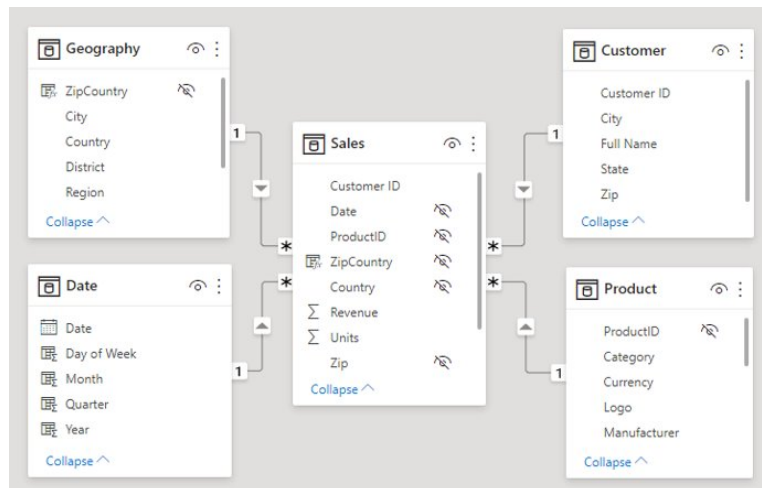 Geography
ZipCountry
City
Country
District
Region
Collapse
1
*
Date
Date
Day of Week
Month
Quarter
Year
Collapse
1
*
Sales
Customer ID
Date
ProductID
ZipCountry
Country
Revenue
Units
Zip
Collapse
Customer
Customer ID
City
Full Name
State
Zip
Collapse
1
*
Product
ProductID
Category
Currency
Logo
Manufacturer
Collapse
1
*